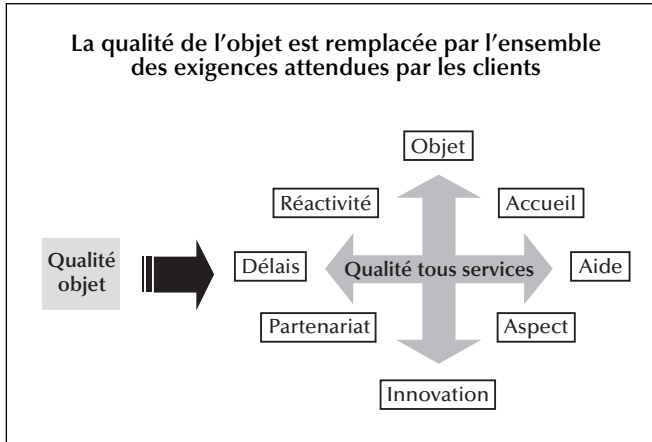 La qualité de l’objet est remplacée par l’ensemble
des exigences attendues par les clients
Objet
Réactivité
Accueil
Qualité
objet
Délais
Qualité tous services
Aide
Partenariat
Aspect
Innovation